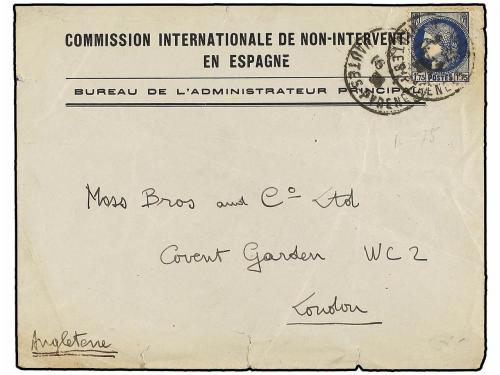 COMMISSION INTERNATIONALE DE NON-INTERVENTI
EN ESPAGNE
BUREAU DE L'ADMINISTRATEUR PRINCIPAL
POSTES
Moss Bros and Co Ltd
Covent Garden WC2
London
Angleterre